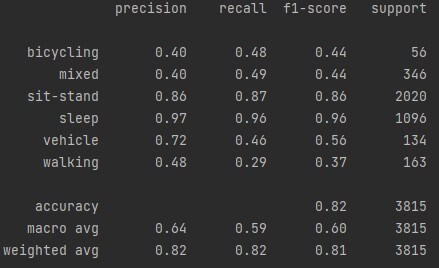 precision recall f1-score support
bicycling 0.40 0.48 0.44 56
mixed 0.40 0.49 0.44 346
sit-stand 0.86 0.87 0.86 2020
sleep 0.97 0.96 0.96 1096
vehicle 0.72 0.46 0.56 134
walking 0.48 0.29 0.37 163
accuracy 0.82 3815
macro avg 0.64 0.59 0.60 3815
weighted avg 0.82 0.82 0.81 3815